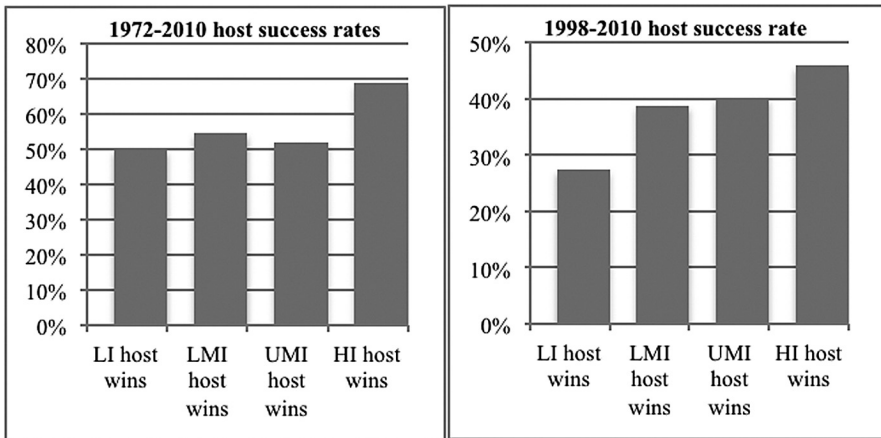 1972-2010 host success rates
80%
70%
60%
50%
40%
30%
20%
10%
0%
LI host
wins
LMI
host
wins
UMI
host
wins
HI host
wins
1998-2010 host success rate
50%
40%
30%
20%
10%
0%
LI host
wins
LMI
host
wins
UMI
host
wins
HI host
wins